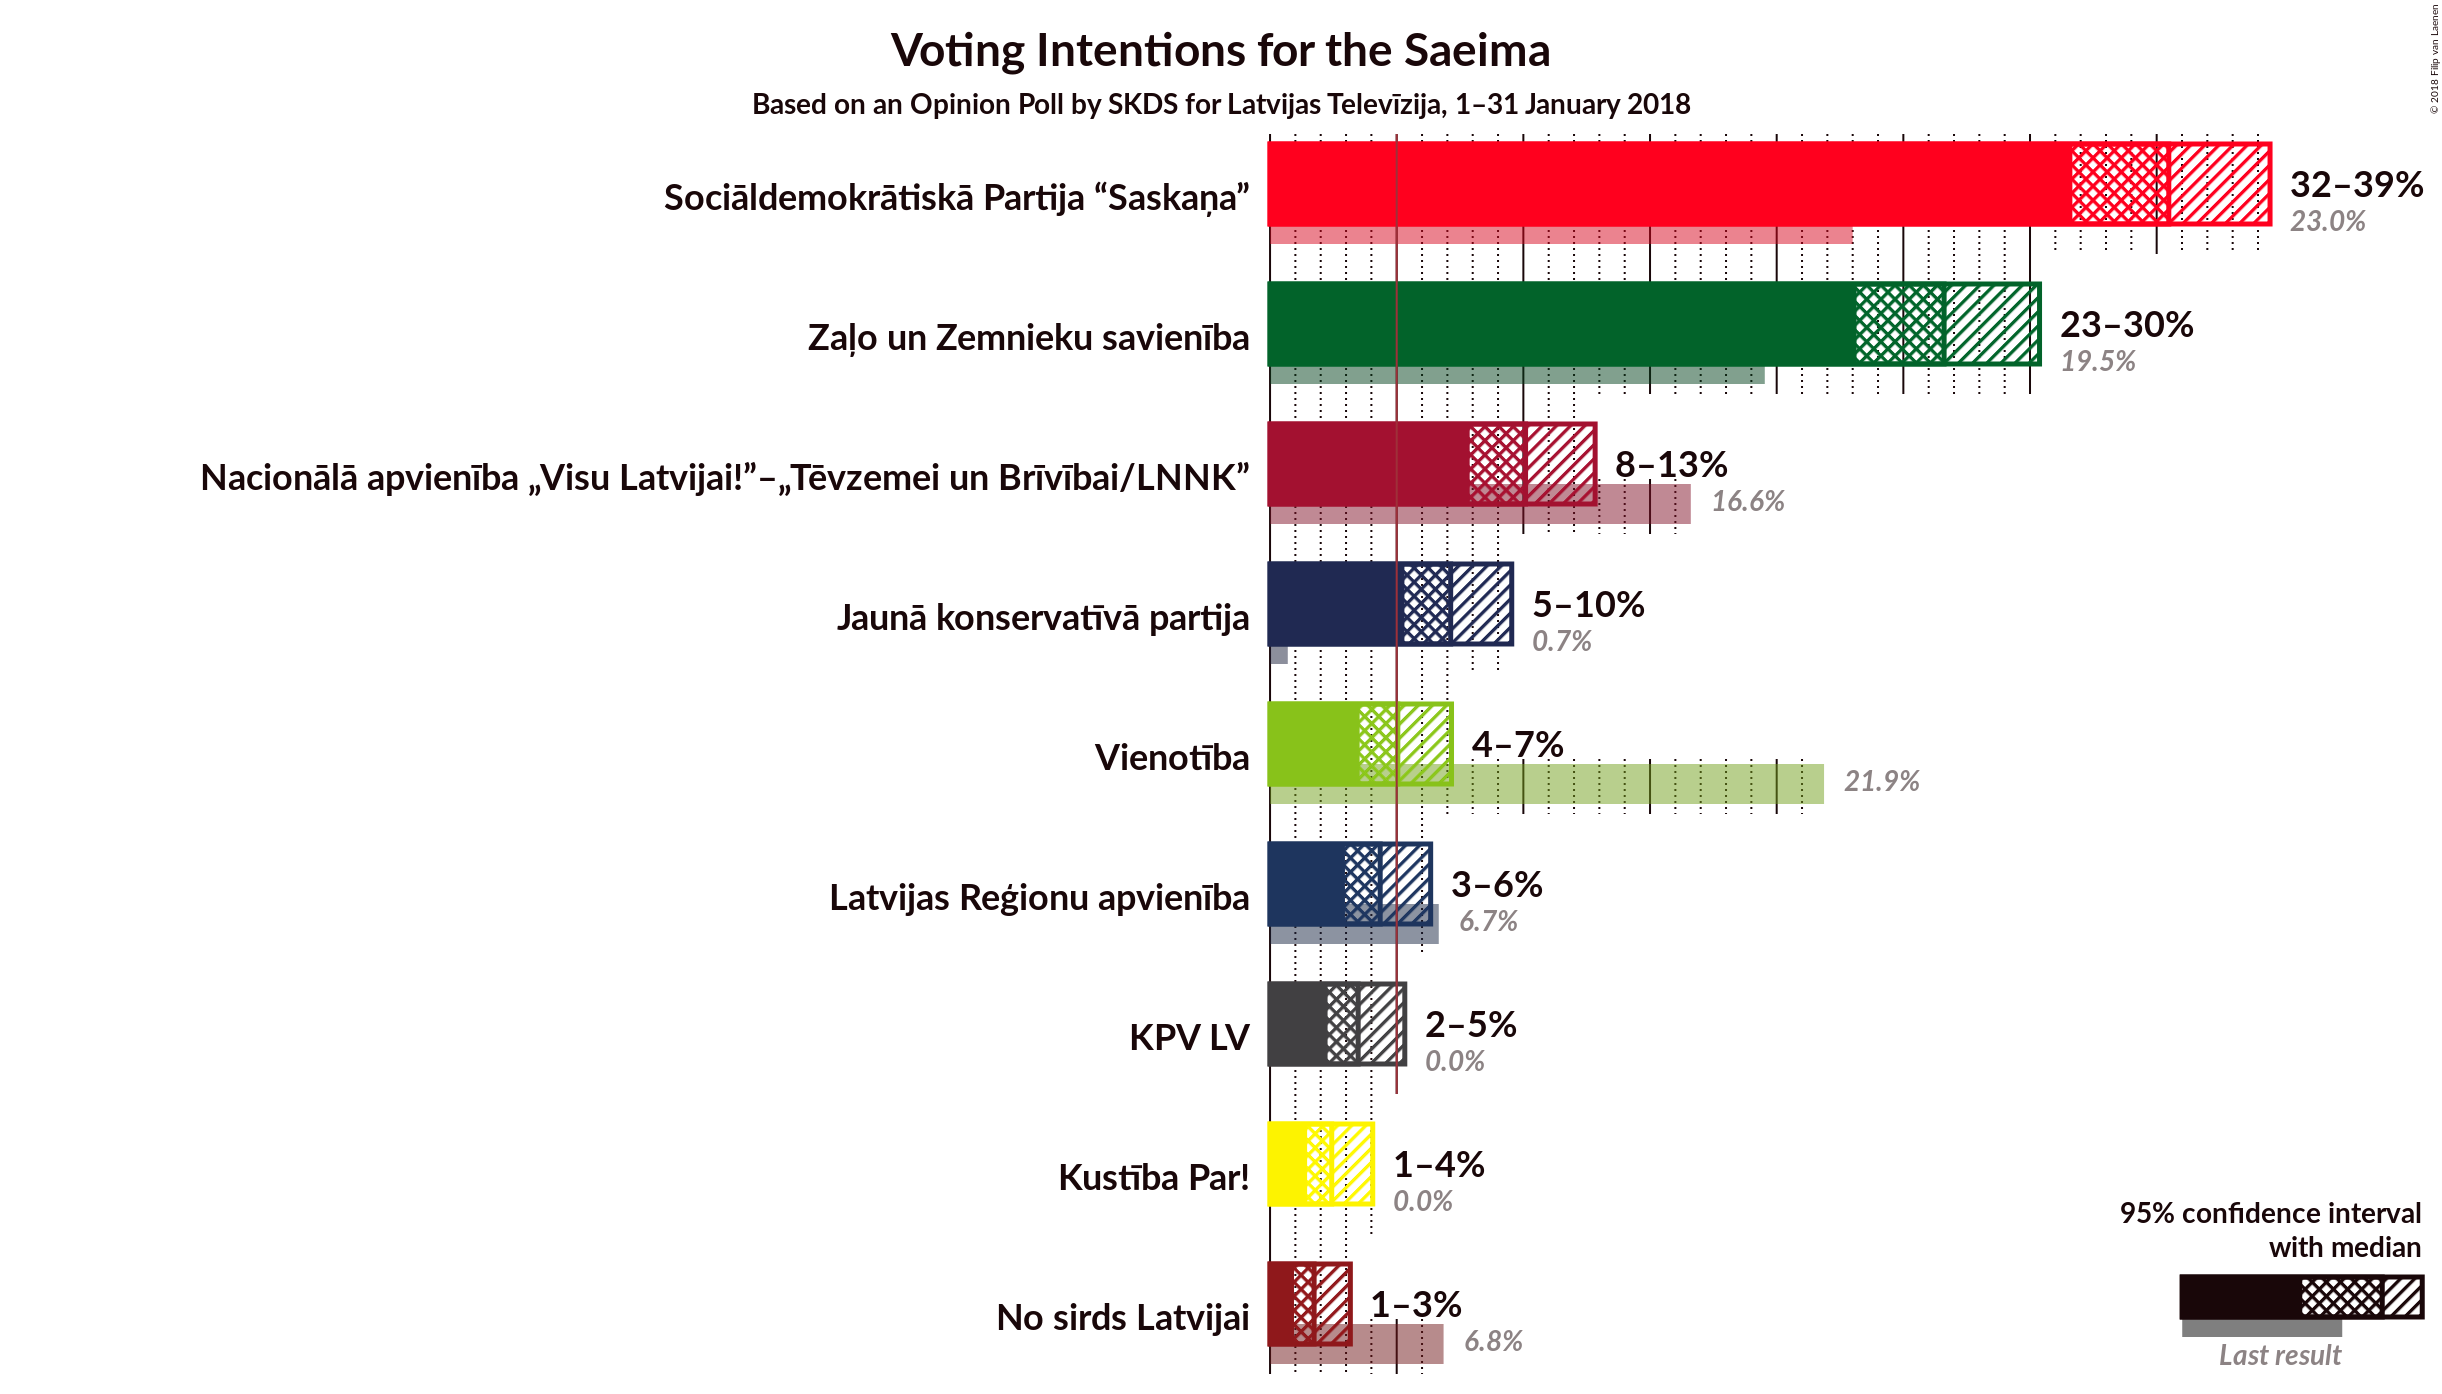 Voting Intentions for the Saeima
Based on an Opinion Poll by SKDS for Latvijas Televīzija, 1–31 January 2018
© 2018 Filip van Laenen
Sociāldemokrātiskā Partija “Saskaņa”
32–39%
23.0%
Zaļo un Zemnieku savienība
23–30%
19.5%
Nacionālā apvienība „Visu Latvijai!”–„Tēvzemei un Brīvībai/LNNK”
8–13%
16.6%
Jaunā konservatīvā partija
5–10%
0.7%
Vienotība
4–7%
21.9%
Latvijas Reģionu apvienība
3–6%
6.7%
KPV LV
2–5%
0.0%
Kustība Par!
1–4%
0.0%
No sirds Latvijai
1–3%
6.8%
95% confidence interval
with median
Last result